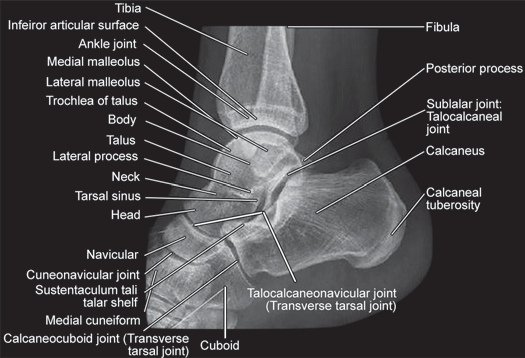 Tibia
Infeiror articular surface
Ankle joint
Medial malleolus
Lateral malleolus
Trochlea of talus
Body
Talus
Lateral process
Neck
Tarsal sinus
Head
Navicular
Cuneonavicular joint
Sustentaculum tali
talar shelf
Medial cuneiform
Calcaneocuboid joint (Transverse
tarsal joint)
Cuboid
Talocalcaneonavicular joint
(Transverse tarsal joint)
Fibula
Posterior process
Sublalar joint:
Talocalcaneal
joint
Calcaneus
Calcaneal
tuberosity